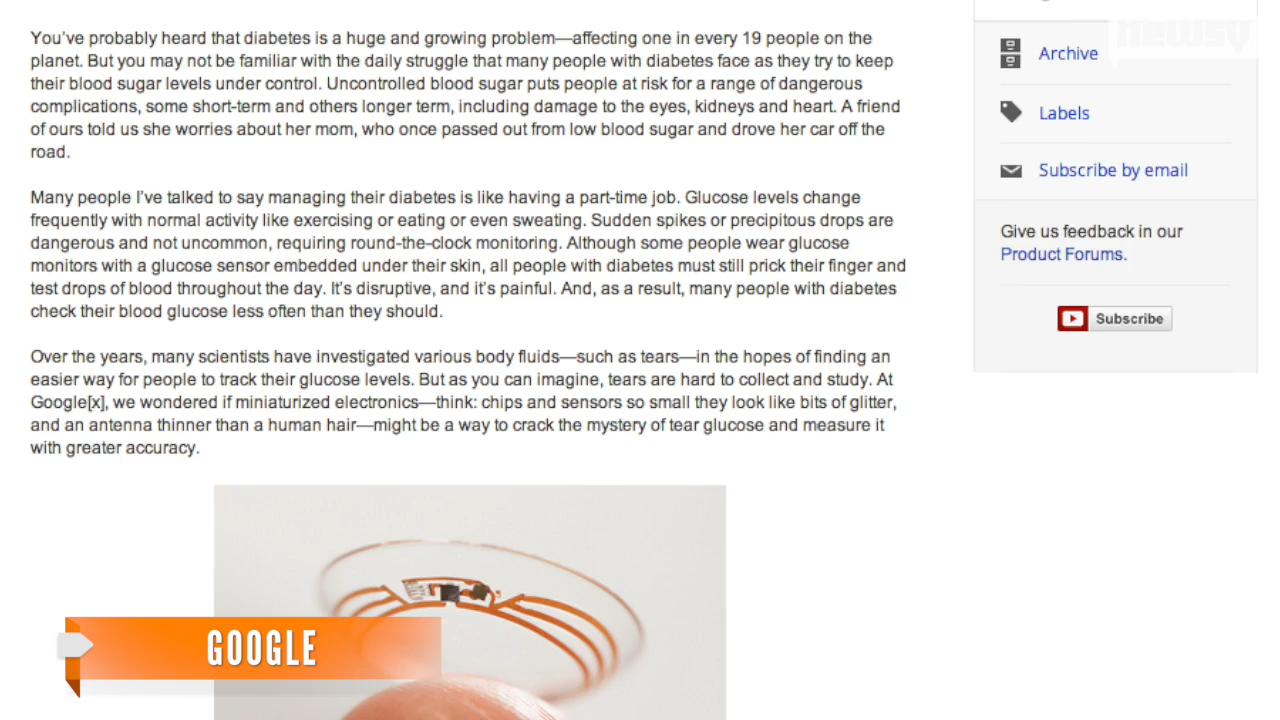 You've probably heard that diabetes is a huge and growing problem—affecting one in every 19 people on the
planet. But you may not be familiar with the daily struggle that many people with diabetes face as they try to keep
their blood sugar levels under control. Uncontrolled blood sugar puts people at risk for a range of dangerous
complications, some short-term and others longer term, including damage to the eyes, kidneys and heart. A friend
of ours told us she worries about her mom, who once passed out from low blood sugar and drove her car off the
road.
Many people I've talked to say managing their diabetes is like having a part-time job. Glucose levels change
frequently with normal activity like exercising or eating or even sweating. Sudden spikes or precipitous drops are
dangerous and not uncommon, requiring round-the-clock monitoring. Although some people wear glucose
monitors with a glucose sensor embedded under their skin, all people with diabetes must still prick their finger and
test drops of blood throughout the day. It's disruptive, and it's painful. And, as a result, many people with diabetes
check their blood glucose less often than they should.
Over the years, many scientists have investigated various body fluids—such as tears—in the hopes of finding an
easier way for people to track their glucose levels. But as you can imagine, tears are hard to collect and study. At
Google[x], we wondered if miniaturized electronics—think: chips and sensors so small they look like bits of glitter,
and an antenna thinner than a human hair—might be a way to crack the mystery of tear glucose and measure it
with greater accuracy.
GOOGLE
newsy
Archive
Labels
Subscribe by email
Give us feedback in our
Product Forums.
Subscribe